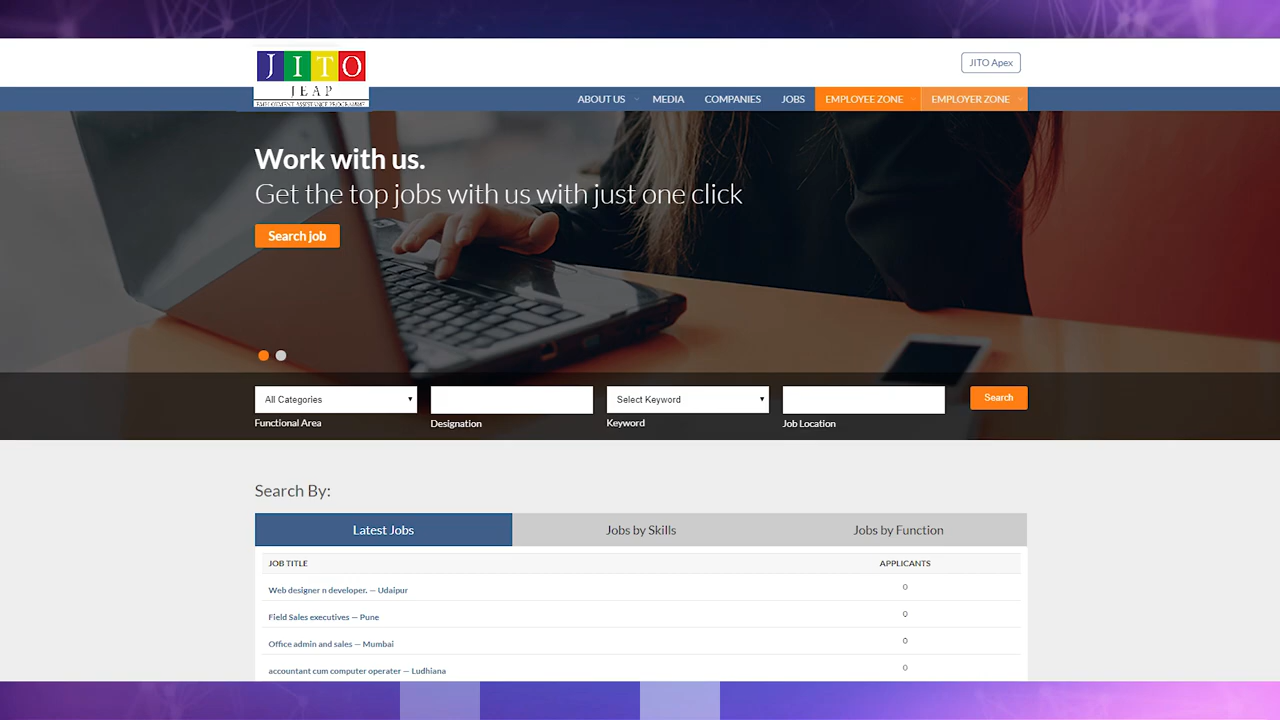 JITO
JEAP
EMPLOYMENT ASSISTANCE PROGRAMME
JITO Apex
ABOUT US MEDIA COMPANIES JOBS EMPLOYEE ZONE EMPLOYER ZONE
Work with us.
Get the top jobs with us with just one click
Search job
All Categories Select Keyword Search
Functional Area Designation Keyword Job Location
Search By:
Latest Jobs Jobs by Skills Jobs by Function
JOB TITLE APPLICANTS
Web designer n developer. — Udaipur 0
Field Sales executives — Pune 0
Office admin and sales — Mumbai 0
accountant cum computer operater — Ludhiana 0